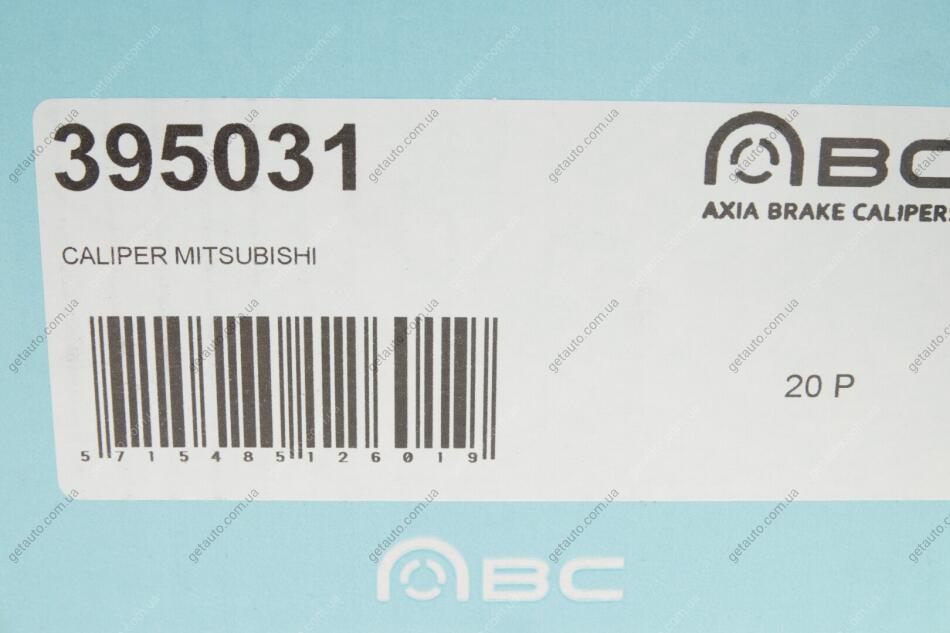 395031
ABC
AXIA BRAKE CALIPERS
CALIPER MITSUBISHI
20 P
5 715485 126019
ABC
getauto.com.ua